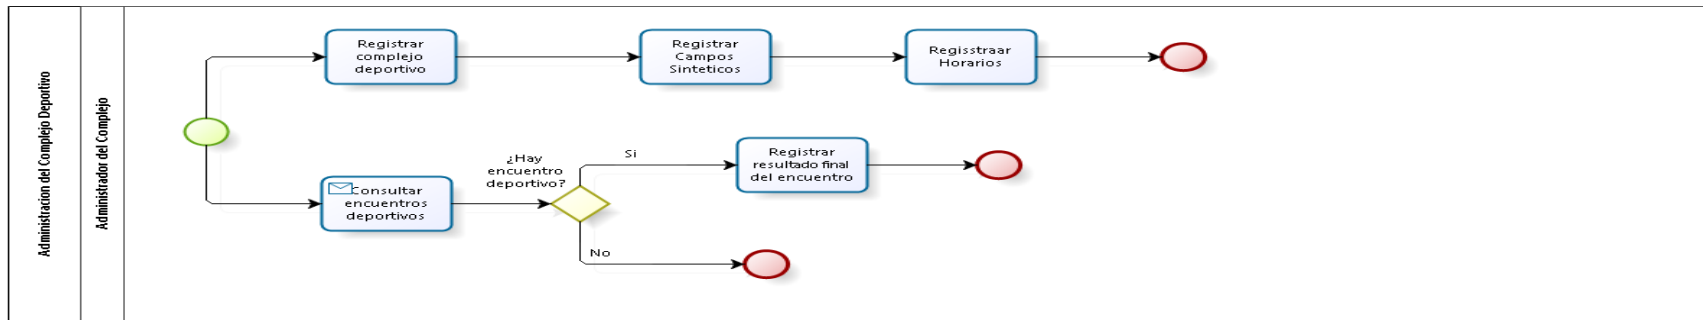 Administracion del Complejo Deportivo
Administrador del Complejo
Registrar
complejo
deportivo
Registrar
Campos
Sinteticos
Regisstraar
Horarios
Consultar
encuentros
deportivos
¿Hay
encuentro
deportivo?
Si
Registrar
resultado final
del encuentro
No